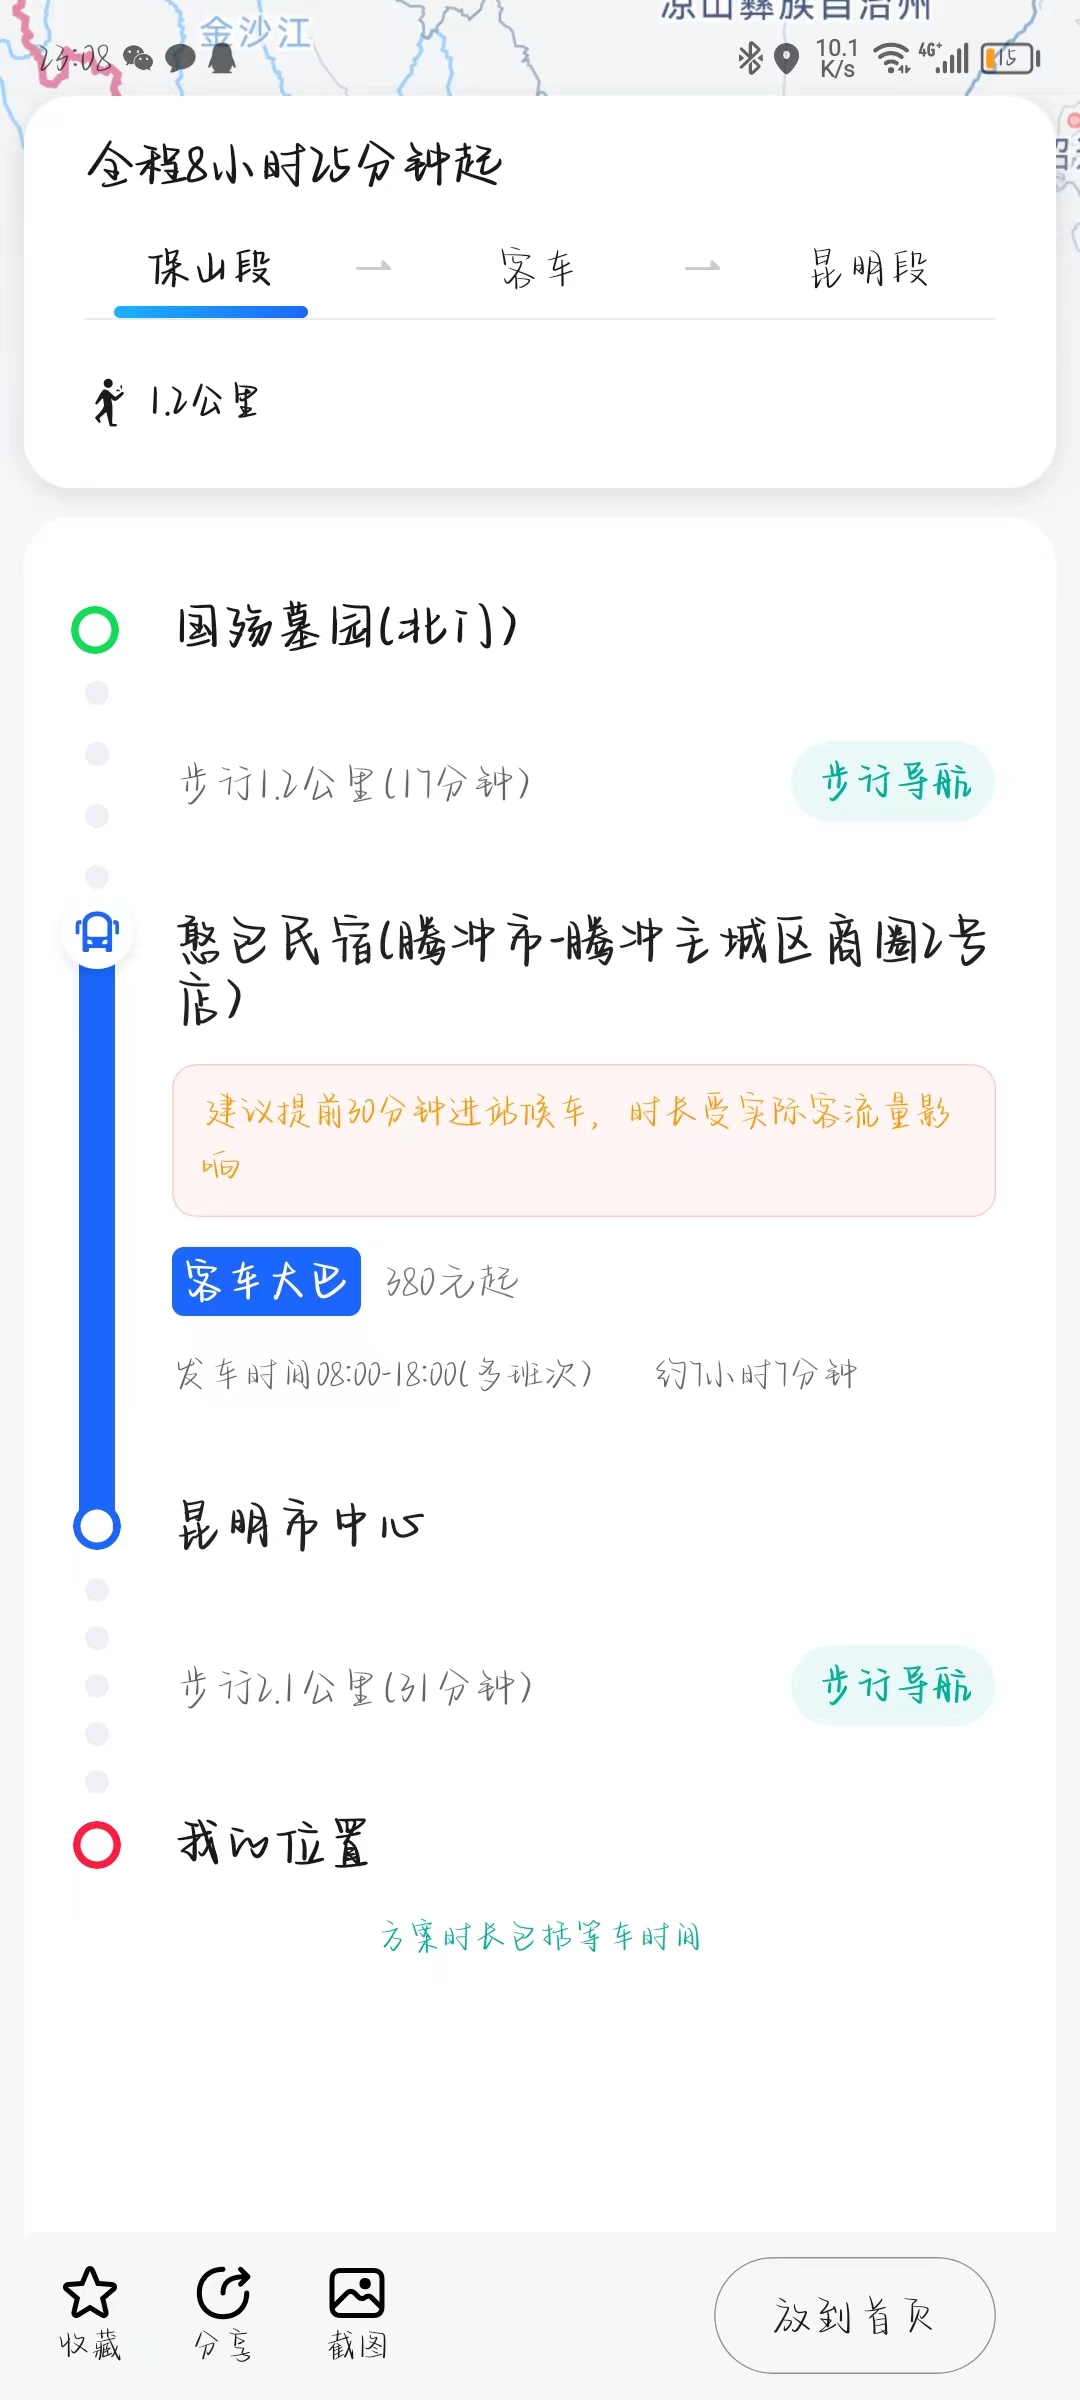 凉山彝族自治州
金沙江
23:08
10.1
K/s
4G+
15
全程8小时25分钟起
保山段
客车
昆明段
1.2公里
国殇墓园(北门)
步行1.2公里(17分钟)
步行导航
憨包民宿(腾冲市-腾冲主城区商圈2号
店)
建议提前30分钟进站候车, 时长受实际客流量影
响
客车大巴 380元起
发车时间08:00-18:00(多班次) 约7小时7分钟
昆明市中心
步行2.1公里(31分钟)
步行导航
我的位置
方案时长包括等车时间
收藏
分享
截图
放到首页